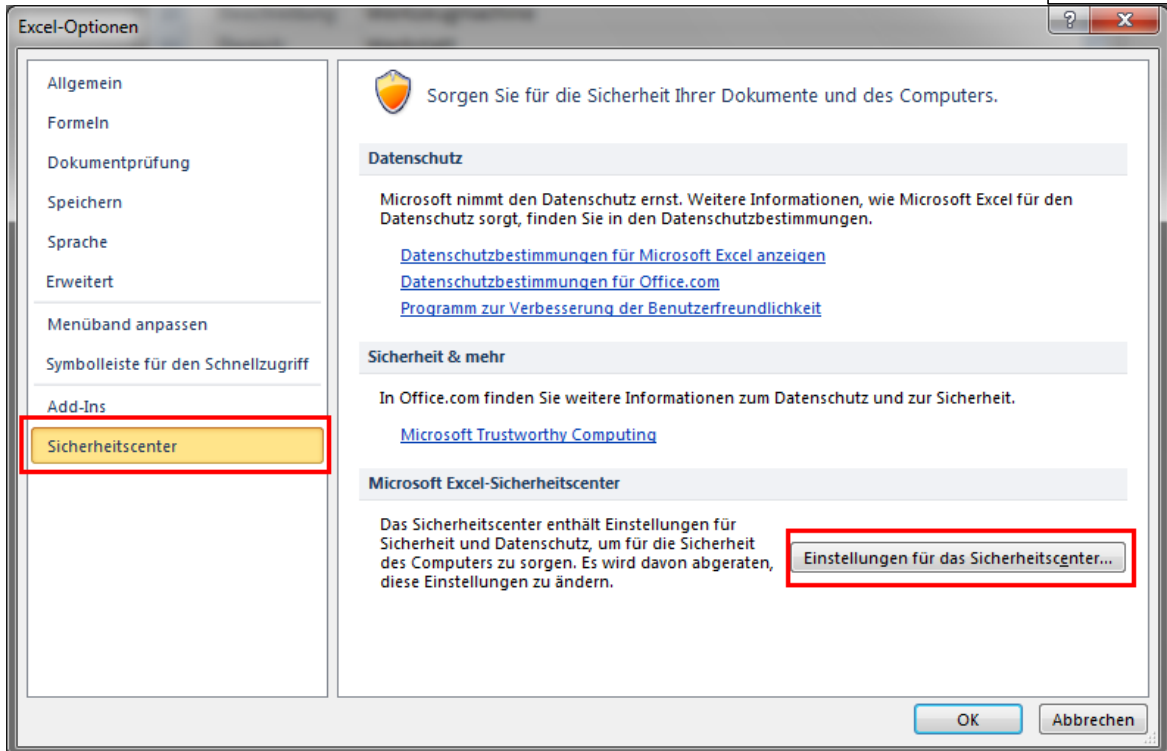 Excel-Optionen
?
X
Allgemein
Formeln
Dokumentprüfung
Speichern
Sprache
Erweitert
Menüband anpassen
Symbolleiste für den Schnellzugriff
Add-Ins
Sicherheitscenter
Sorgen Sie für die Sicherheit Ihrer Dokumente und des Computers.
Datenschutz
Microsoft nimmt den Datenschutz ernst. Weitere Informationen, wie Microsoft Excel für den
Datenschutz sorgt, finden Sie in den Datenschutzbestimmungen.
Datenschutzbestimmungen für Microsoft Excel anzeigen
Datenschutzbestimmungen für Office.com
Programm zur Verbesserung der Benutzerfreundlichkeit
Sicherheit & mehr
In Office.com finden Sie weitere Informationen zum Datenschutz und zur Sicherheit.
Microsoft Trustworthy Computing
Microsoft Excel-Sicherheitscenter
Das Sicherheitscenter enthält Einstellungen für
Sicherheit und Datenschutz, um für die Sicherheit
des Computers zu sorgen. Es wird davon abgeraten,
diese Einstellungen zu ändern.
Einstellungen für das Sicherheitscenter...
OK
Abbrechen